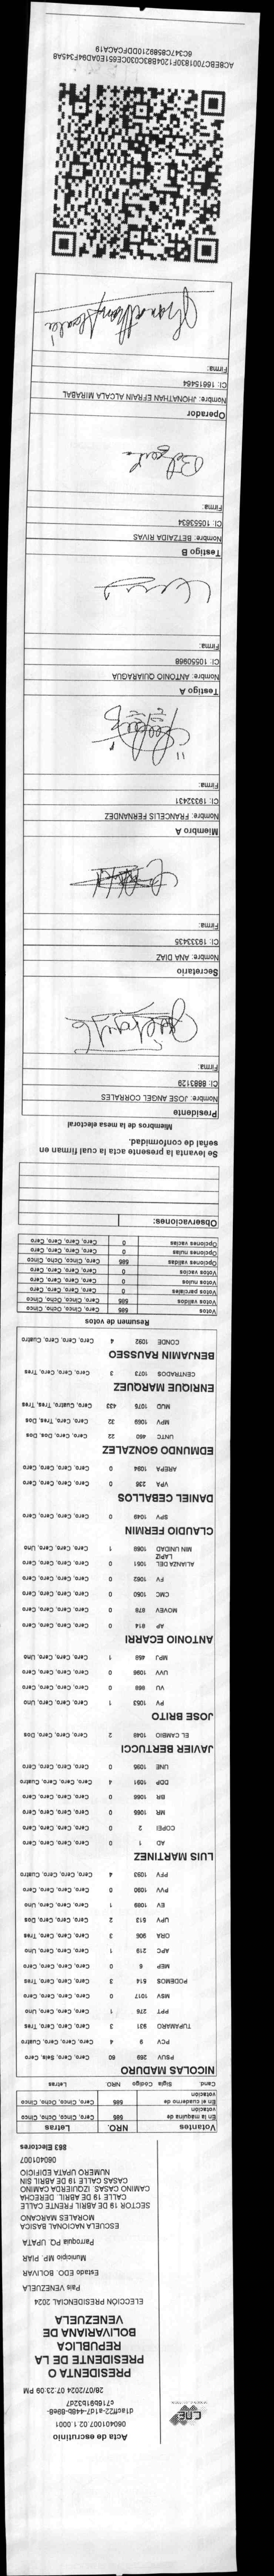 Acta de escrutinio
060401007.02.1.0001
d1acff22-a1d7-448b-89e8-
c71691b32d7
28/07/2024 07:23:09 PM
PRESIDENTA O
PRESIDENTE DE LA
REPUBLICA
BOLIVARIANA DE
VENEZUELA
ELECCIÓN PRESIDENCIAL 2024
País VENEZUELA
Estado EDO. BOLIVAR
Municipio MP. PIAR
Parroquia PQ. UPATA
ESCUELA NACIONAL BASICA
MORALES MARCANO
SECTOR 19 DE ABRIL FRENTE CALLE
CALLE 19 DE ABRIL. DERECHA
CAMINO CASAS. IZQUIERDA CAMINO
CASAS CALLE 19 DE ABRIL SIN
NUMERO UPATA EDIFICIO
060401007
863 Electores
CNE
Votantes NRO. Letras
En la máquina de votación 585 Cero, Cinco, Ocho, Cinco
En el cuaderno de votación 585 Cero, Cinco, Ocho, Cinco
Cand. Sigla Código NRO. Letras
NICOLAS MADURO
PSUV 269 60 Cero, Cero, Seis, Cero
PCV 9 4 Cero, Cero, Cero, Cuatro
TUPAMARO 931 3 Cero, Cero, Cero, Tres
PPT 276 1 Cero, Cero, Cero, Uno
MSV 1017 0 Cero, Cero, Cero, Cero
PODEMOS 514 3 Cero, Cero, Cero, Tres
MEP 6 0 Cero, Cero, Cero, Cero
APC 219 1 Cero, Cero, Cero, Uno
ORA 906 3 Cero, Cero, Cero, Tres
UPV 513 2 Cero, Cero, Cero, Dos
EV 1089 1 Cero, Cero, Cero, Uno
PVV 1090 0 Cero, Cero, Cero, Cero
PFV 1093 4 Cero, Cero, Cero, Cuatro
LUIS MARTINEZ
AD 1 0 Cero, Cero, Cero, Cero
COPEI 2 0 Cero, Cero, Cero, Cero
MR 1065 0 Cero, Cero, Cero, Cero
BR 1066 0 Cero, Cero, Cero, Cero
DDP 1091 4 Cero, Cero, Cero, Cuatro
UNE 1095 0 Cero, Cero, Cero, Cero
JAVIER BERTUCCI
EL CAMBIO 1048 2 Cero, Cero, Cero, Dos
JOSE BRITO
PV 1053 1 Cero, Cero, Cero, Uno
VU 868 0 Cero, Cero, Cero, Cero
UVV 1096 0 Cero, Cero, Cero, Cero
MPJ 458 1 Cero, Cero, Cero, Uno
ANTONIO ECARRI
AP 814 0 Cero, Cero, Cero, Cero
MOVEV 878 0 Cero, Cero, Cero, Cero
CMC 1060 0 Cero, Cero, Cero, Cero
FV 1062 0 Cero, Cero, Cero, Cero
ALIANZA DEL LAPIZ 1051 0 Cero, Cero, Cero, Cero
MIN UNIDAD 1069 1 Cero, Cero, Cero, Uno
CLAUDIO FERMIN
SPV 1049 0 Cero, Cero, Cero, Cero
DANIEL CEBALLOS
VPA 236 0 Cero, Cero, Cero, Cero
AREPA 1094 0 Cero, Cero, Cero, Cero
EDMUNDO GONZALEZ
UNTC 460 22 Cero, Cero, Dos, Dos
MPV 1069 32 Cero, Cero, Tres, Dos
MUD 1076 433 Cero, Cuatro, Tres, Tres
ENRIQUE MARQUEZ
CENTRADOS 1073 3 Cero, Cero, Cero, Tres
BENJAMIN RAUSSEO
CONDE 1092 4 Cero, Cero, Cero, Cuatro
Resumen de votos
Votos 585 Cero, Cinco, Ocho, Cinco
Votos válidos 585 Cero, Cinco, Ocho, Cinco
Votos parciales 0 Cero, Cero, Cero, Cero
Votos nulos 0 Cero, Cero, Cero, Cero
Votos vacíos 0 Cero, Cero, Cero, Cero
Opciones válidas 585 Cero, Cinco, Ocho, Cinco
Opciones nulas 0 Cero, Cero, Cero, Cero
Opciones vacías 0 Cero, Cero, Cero, Cero
Observaciones:
Se levanta la presente acta la cual firman en
señal de conformidad.
Miembros de la mesa electoral
Presidente
Nombre: JOSE ANGEL CORRALES
CI: 8883129
Firma:
Secretario
Nombre: ANA DIAZ
CI: 19333435
Firma:
Miembro A
Nombre: FRANCELIS FERNANDEZ
CI: 19332431
Firma:
Testigo A
Nombre: ANTONIO QUIARAGUA
CI: 10550968
Firma:
Testigo B
Nombre: BETZAIDA RIVAS
CI: 10553634
Firma:
Operador
Nombre: JHONATHAN EFRAIN ALCALA MIRABAL
CI: 16615464
Firma:
AC8EBC7001830F1204B83C030CE651E0AD94F345A8
6C347C85B9210DDFCACA19